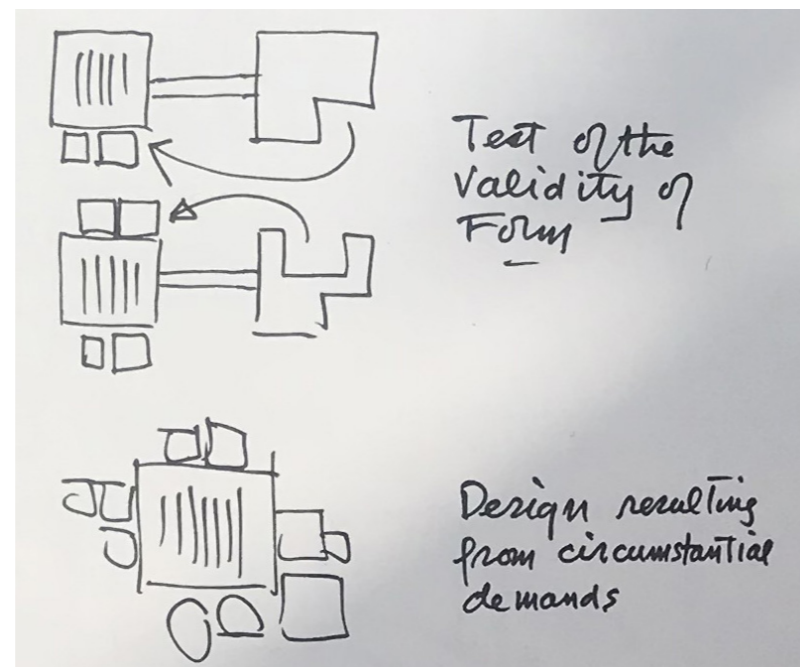 Test of the
Validity of
Form
Design resulting
from circumstantial
demands